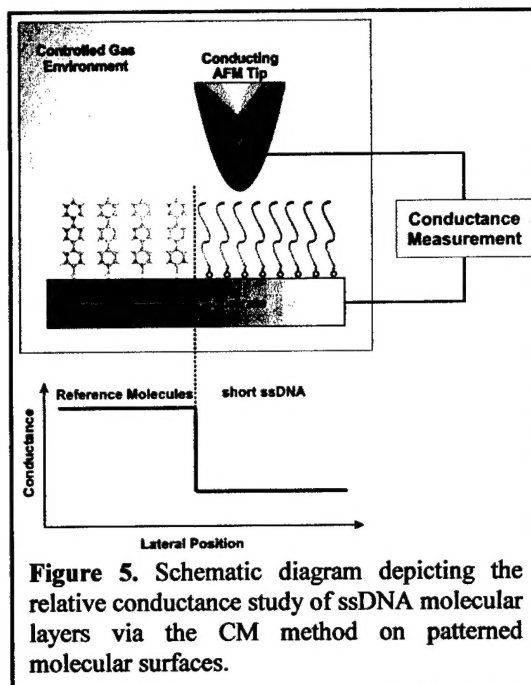 Controlled Gas
Environment
Conducting
AFM Tip
Conductance
Measurement
Reference Molecules
short ssDNA
Conductance
Lateral Position
Figure 5. Schematic diagram depicting the
relative conductance study of ssDNA molecular
layers via the CM method on patterned
molecular surfaces.